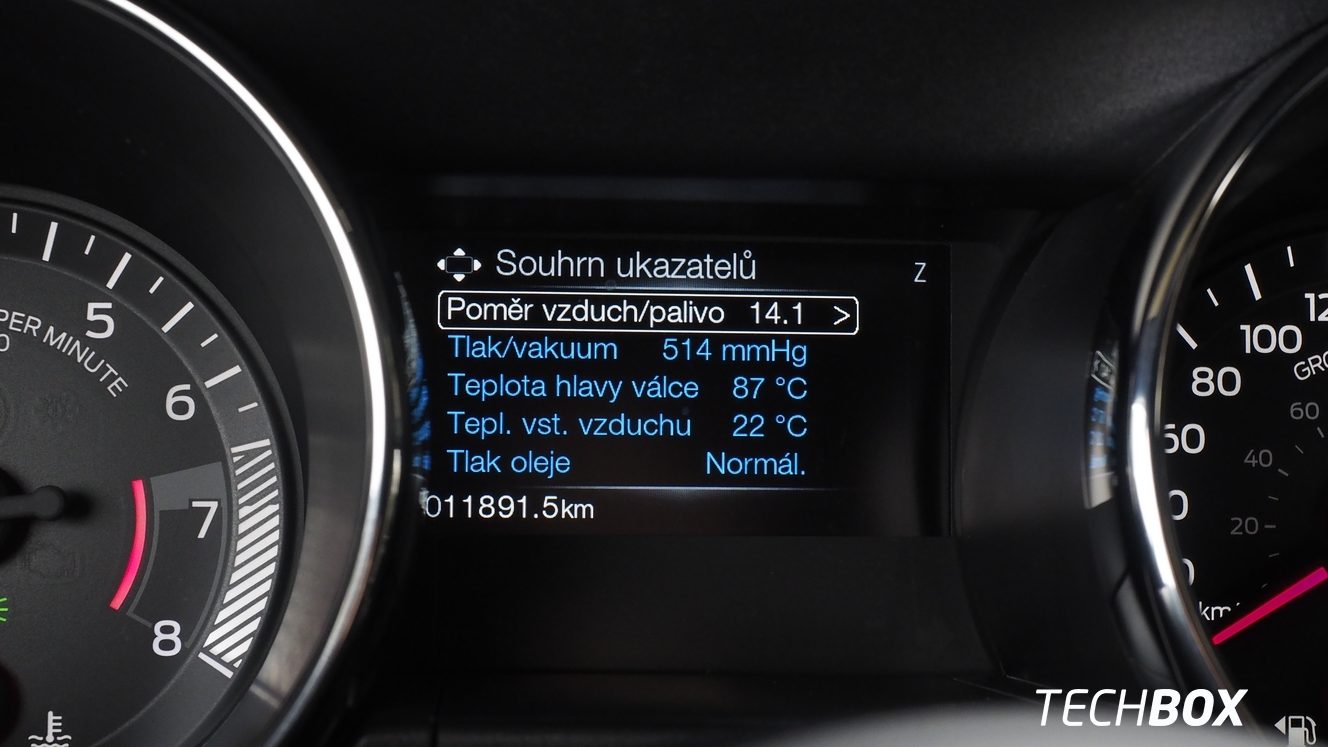 Souhrn ukazatelů
Z
Poměr vzduch/palivo 14.1 >
Tlak/vakuum 514 mmHg
Teplota hlavy válce 87 °C
Tepl. vst. vzduchu 22 °C
Tlak oleje Normál.
011891.5km
PER MINUTE
5
6
7
8
100
80
60
40
20
TECHBOX